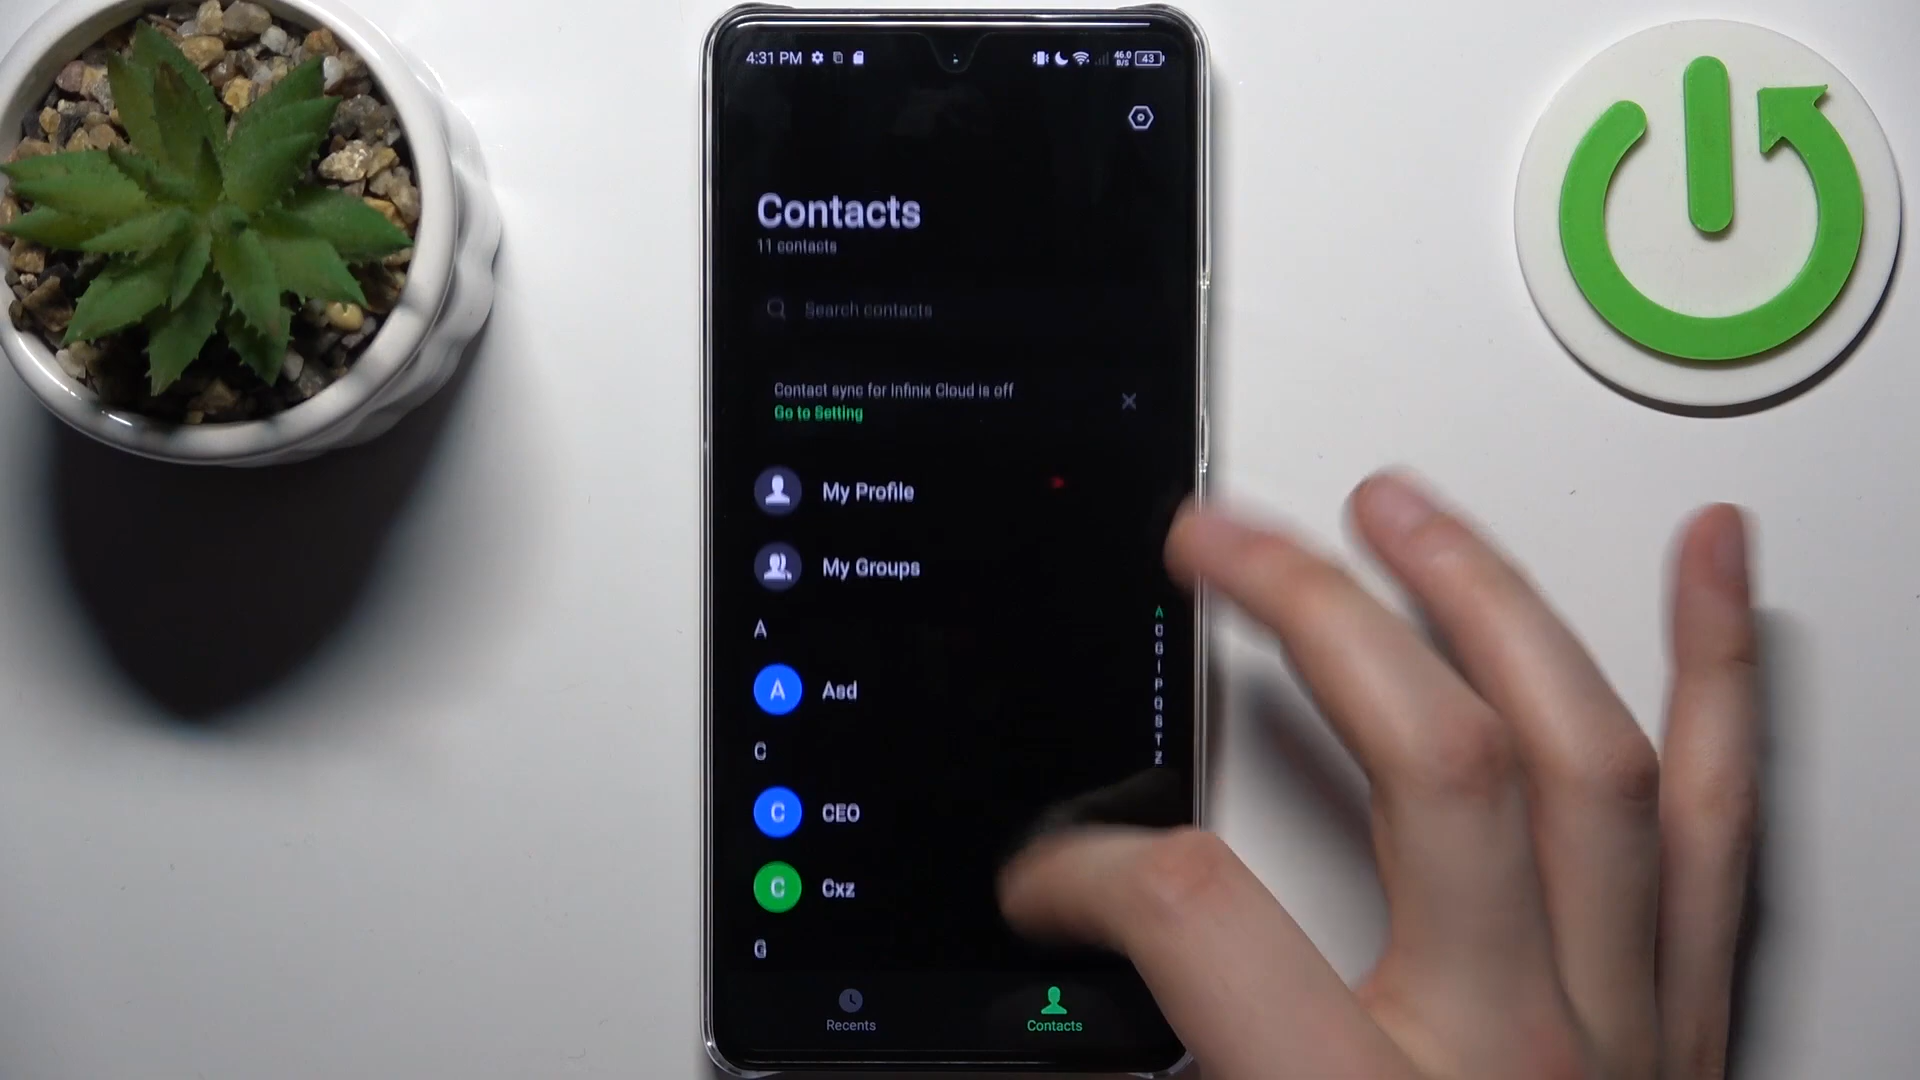 4:31 PM
46.0
B/S
43
Contacts
11 contacts
Search contacts
Contact sync for Infinix Cloud is off
Go to Setting
My Profile
My Groups
A
A Asd
C
C CEO
C Cxz
G
A
C
G
I
P
Q
S
T
Z
Recents
Contacts